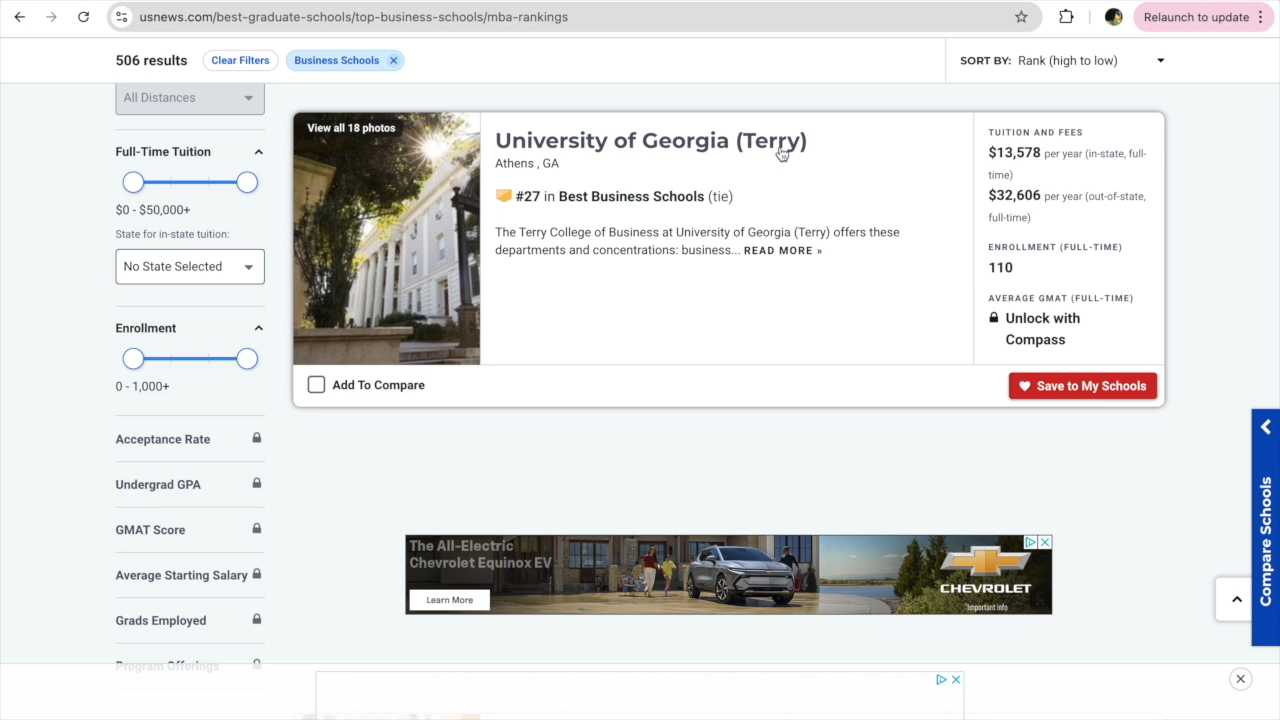 usnews.com/best-graduate-schools/top-business-schools/mba-rankings
Relaunch to update
506 results
Clear Filters
Business Schools
SORT BY: Rank (high to low)
All Distances
Full-Time Tuition
$0 - $50,000+
State for in-state tuition:
No State Selected
Enrollment
0 - 1,000+
Acceptance Rate
Undergrad GPA
GMAT Score
Average Starting Salary
Grads Employed
Program Offerings
View all 18 photos
University of Georgia (Terry)
Athens , GA
#27 in Best Business Schools (tie)
The Terry College of Business at University of Georgia (Terry) offers these
departments and concentrations: business... READ MORE »
TUITION AND FEES
$13,578 per year (in-state, full-
time)
$32,606 per year (out-of-state,
full-time)
ENROLLMENT (FULL-TIME)
110
AVERAGE GMAT (FULL-TIME)
Unlock with
Compass
Add To Compare
Save to My Schools
The All-Electric
Chevrolet Equinox EV
Learn More
CHEVROLET
*Important info
Compare Schools